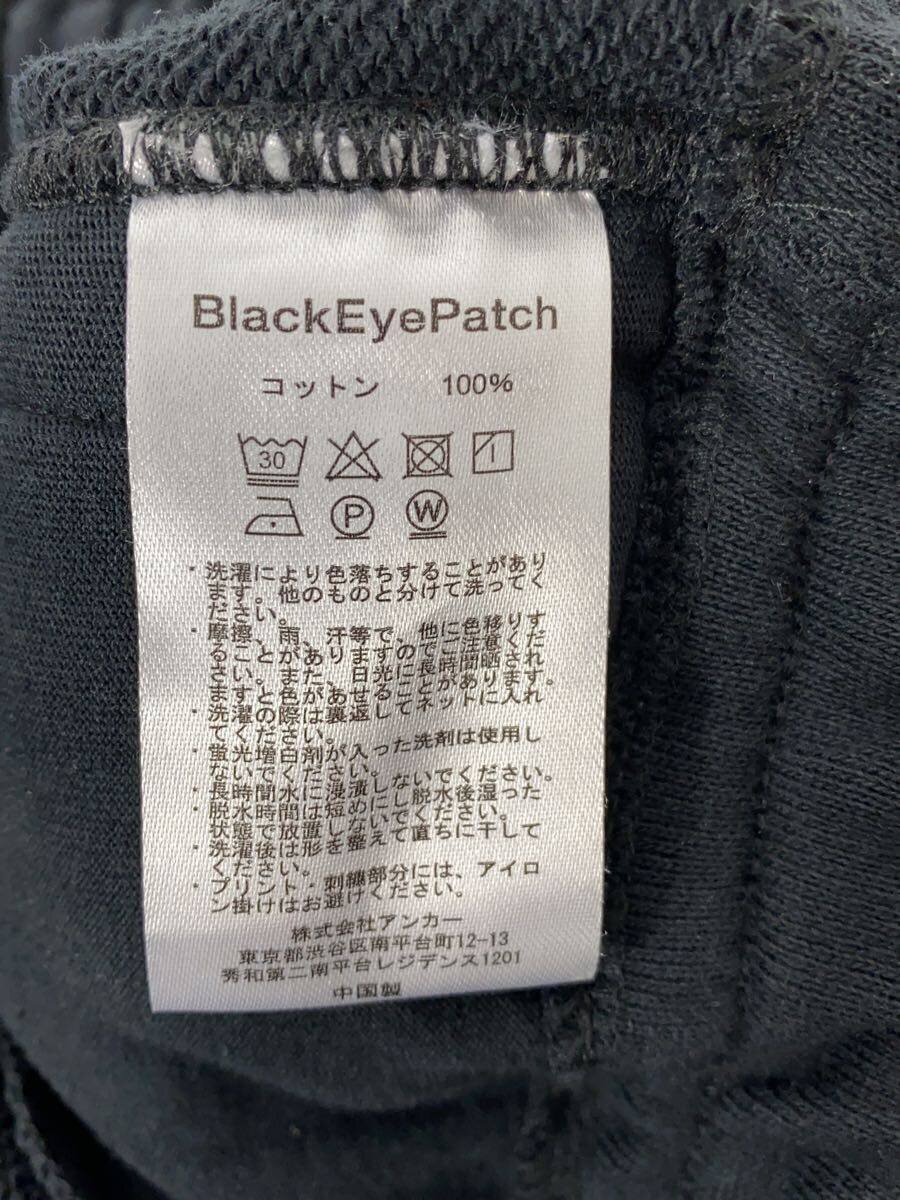 BlackEyePatch
コットン 100%
30
P
W
・洗濯により色落ちすることがあり
ます。他のものと分けて洗ってく
ださい。
・摩擦、雨、汗等で、他に色移りす
ることがありますのでご注意くだ
さい。また、日光に長時間晒され
ますと色があせることがあります。
・洗濯の際は裏返してネットに入れ
てください。
・蛍光増白剤が入った洗剤は使用し
ないでください。
・長時間水に浸漬しないでください。
・脱水時間は短めにし脱水後湿った
状態で放置しないでください。
・洗濯後は形を整えて直ちに干して
ください。
・プリント・刺繍部分には、アイロ
ン掛けはお避けください。
株式会社アンカー
東京都渋谷区南平台町12-13
秀和第二南平台レジデンス1201
中国製